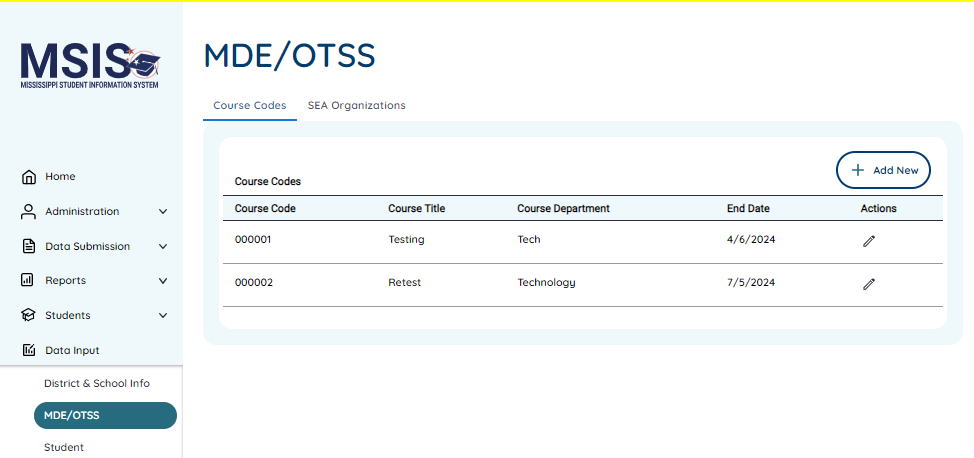 MSIS
MISSISSIPPI STUDENT INFORMATION SYSTEM
Home
Administration
Data Submission
Reports
Students
Data Input
District & School Info
MDE/OTSS
Student
MDE/OTSS
Course Codes SEA Organizations
Add New
Course Codes
Course Code Course Title Course Department End Date Actions
000001 Testing Tech 4/6/2024
000002 Retest Technology 7/5/2024